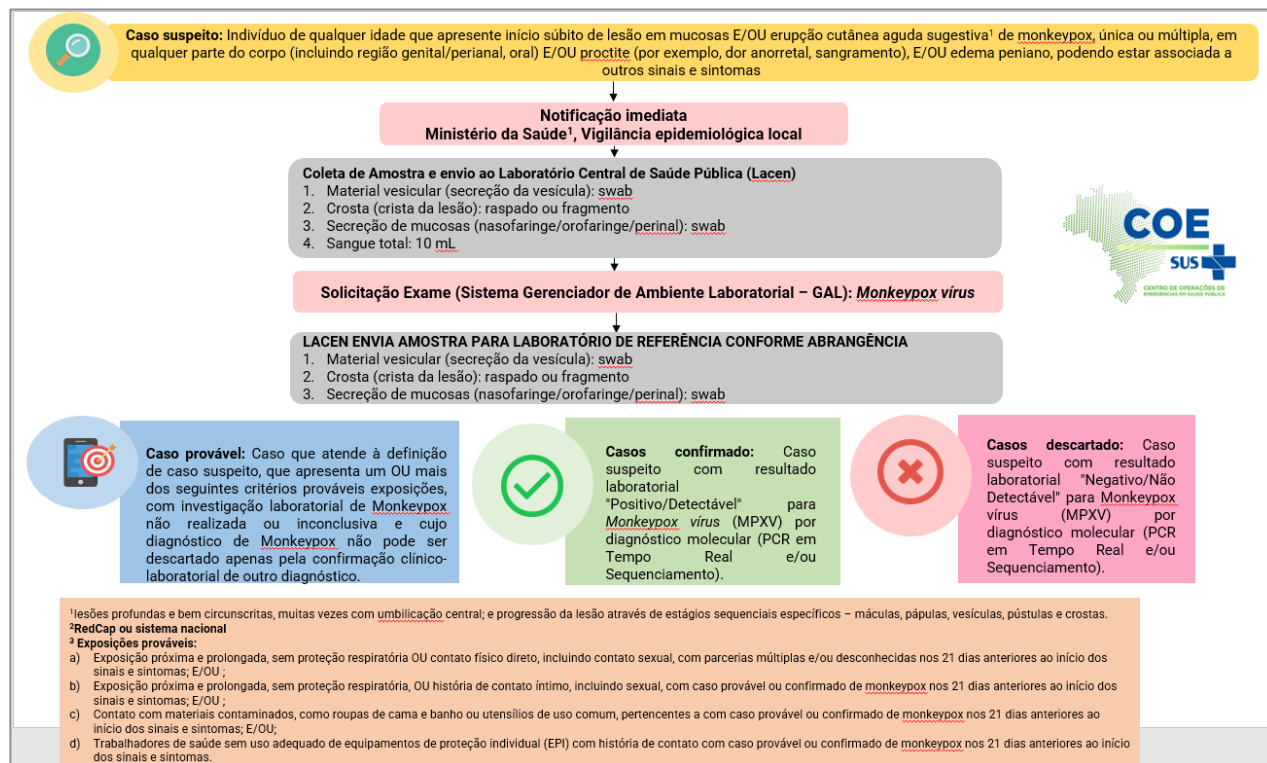 Caso suspeito: Indivíduo de qualquer idade que apresente início súbito de lesão em mucosas E/OU erupção cutânea aguda sugestiva¹ de monkeypox, única ou múltipla, em
qualquer parte do corpo (incluindo região genital/perianal, oral) E/OU proctite (por exemplo, dor anorretal, sangramento), E/OU edema peniano, podendo estar associada a
outros sinais e sintomas
Notificação imediata
Ministério da Saúde¹, Vigilância epidemiológica local
Coleta de Amostra e envio ao Laboratório Central de Saúde Pública (Lacen)
1. Material vesicular (secreção da vesícula): swab
2. Crosta (crista da lesão): raspado ou fragmento
3. Secreção de mucosas (nasofaringe/orofaringe/perinal): swab
4. Sangue total: 10 mL
COE
SUS
CENTRO DE OPERAÇÕES DE
EMERGÊNCIAS EM SAÚDE PÚBLICA
Solicitação Exame (Sistema Gerenciador de Ambiente Laboratorial – GAL): Monkeypox vírus
LACEN ENVIA AMOSTRA PARA LABORATÓRIO DE REFERÊNCIA CONFORME ABRANGÊNCIA
1. Material vesicular (secreção da vesícula): swab
2. Crosta (crista da lesão): raspado ou fragmento
3. Secreção de mucosas (nasofaringe/orofaringe/perinal): swab
Caso provável: Caso que atende à definição
de caso suspeito, que apresenta um OU mais
dos seguintes critérios prováveis exposições,
com investigação laboratorial de Monkeypox
não realizada ou inconclusiva e cujo
diagnóstico de Monkeypox não pode ser
descartado apenas pela confirmação clínico-
laboratorial de outro diagnóstico.
Casos confirmado: Caso
suspeito com resultado
laboratorial
"Positivo/Detectável" para
Monkeypox vírus (MPXV) por
diagnóstico molecular (PCR em
Tempo Real e/ou
Sequenciamento).
Casos descartado: Caso
suspeito com resultado
laboratorial "Negativo/Não
Detectável" para Monkeypox
vírus (MPXV) por
diagnóstico molecular (PCR
em Tempo Real e/ou
Sequenciamento).
¹lesões profundas e bem circunscritas, muitas vezes com umbilicação central; e progressão da lesão através de estágios sequenciais específicos – máculas, pápulas, vesículas, pústulas e crostas.
²RedCap ou sistema nacional
³ Exposições prováveis:
a) Exposição próxima e prolongada, sem proteção respiratória OU contato físico direto, incluindo contato sexual, com parcerias múltiplas e/ou desconhecidas nos 21 dias anteriores ao início dos
sinais e sintomas; E/OU ;
b) Exposição próxima e prolongada, sem proteção respiratória, OU história de contato íntimo, incluindo sexual, com caso provável ou confirmado de monkeypox nos 21 dias anteriores ao início dos
sinais e sintomas; E/OU ;
c) Contato com materiais contaminados, como roupas de cama e banho ou utensílios de uso comum, pertencentes a com caso provável ou confirmado de monkeypox nos 21 dias anteriores ao
início dos sinais e sintomas; E/OU;
d) Trabalhadores de saúde sem uso adequado de equipamentos de proteção individual (EPI) com história de contato com caso provável ou confirmado de monkeypox nos 21 dias anteriores ao início
dos sinais e sintomas.